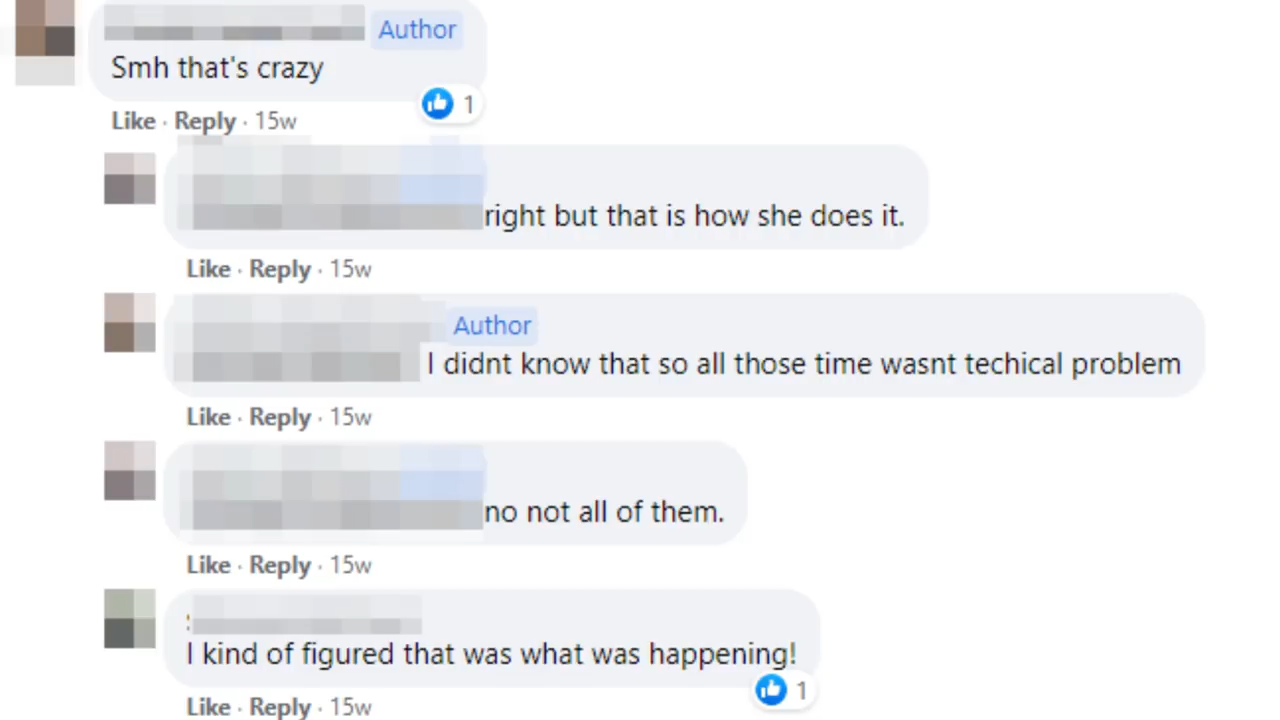 Author
Smh that's crazy
1
Like · Reply · 15w
right but that is how she does it.
Like · Reply · 15w
Author
I didnt know that so all those time wasnt techical problem
Like · Reply · 15w
no not all of them.
Like · Reply · 15w
I kind of figured that was what was happening!
1
Like · Reply · 15w